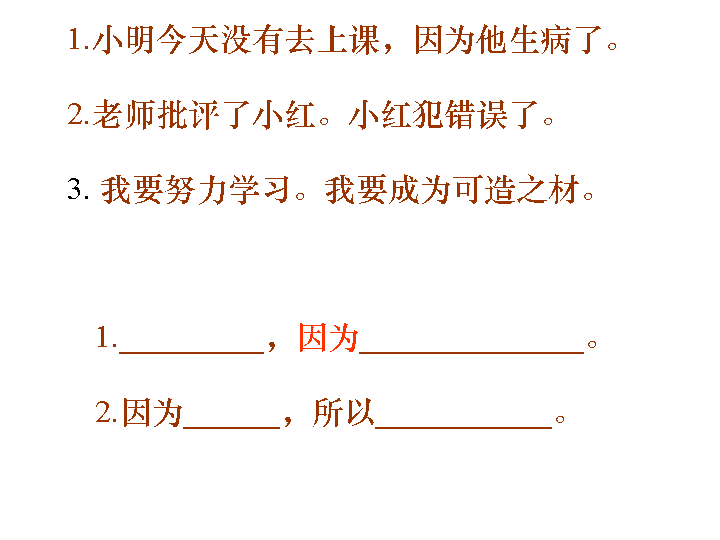 1.小明今天没有去上课，因为他生病了。
2.老师批评了小红。小红犯错误了。
3. 我要努力学习。我要成为可造之材。
1._________，因为______________。
2.因为______，所以___________。